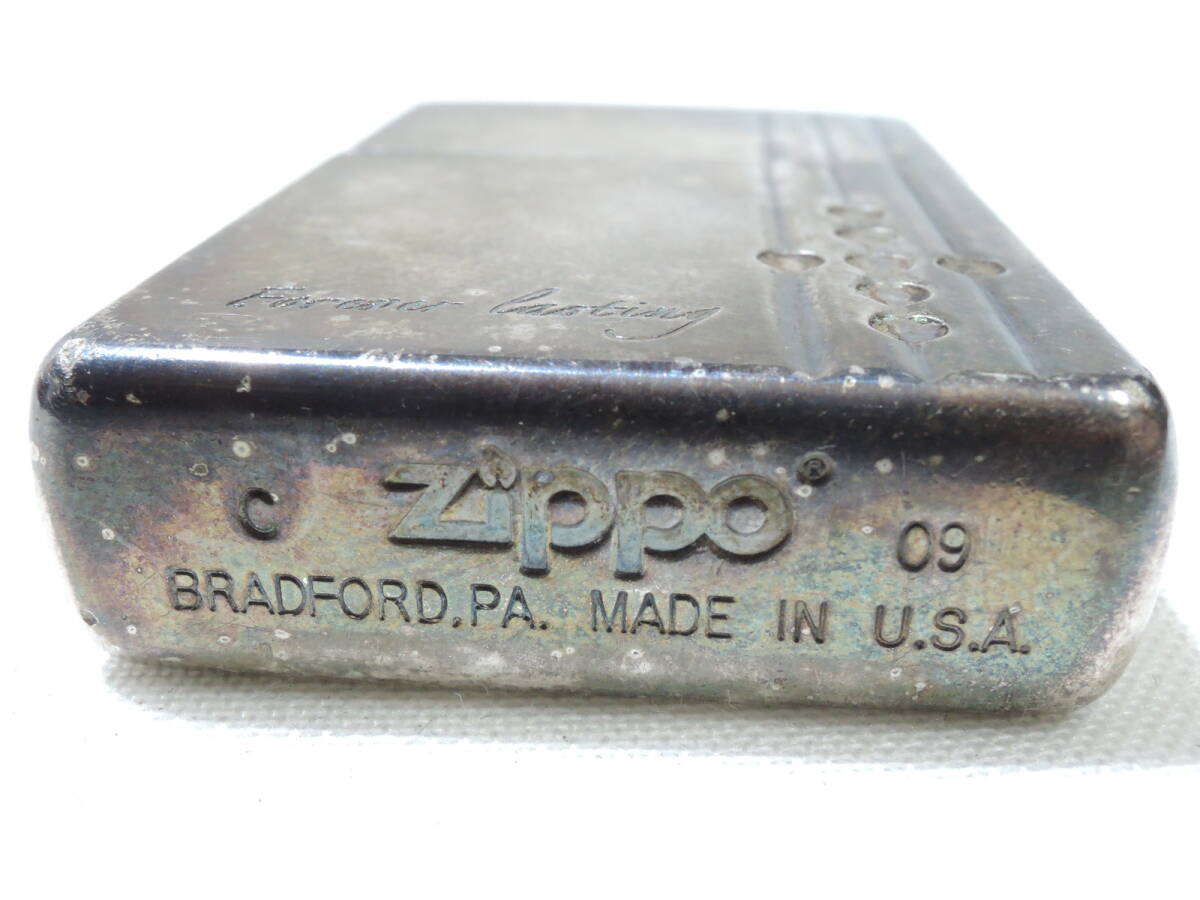 Forever lasting
C zippo® 09
BRADFORD, PA. MADE IN U.S.A.